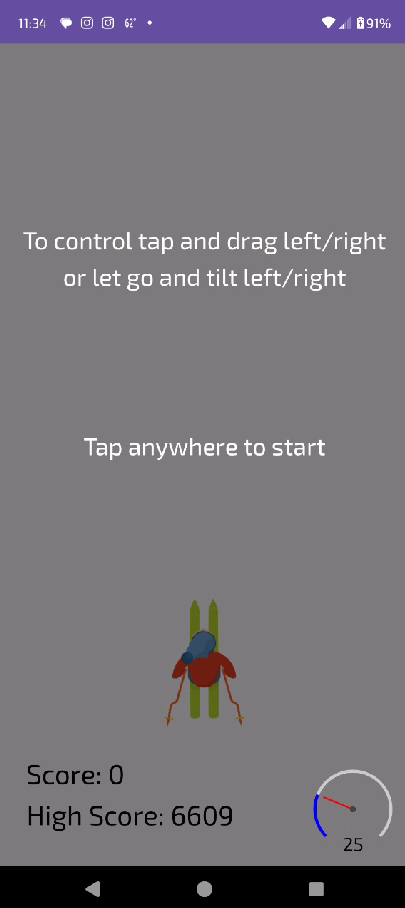 11:34
62°
91%
To control tap and drag left/right
or let go and tilt left/right
Tap anywhere to start
Score: 0
High Score: 6609
25